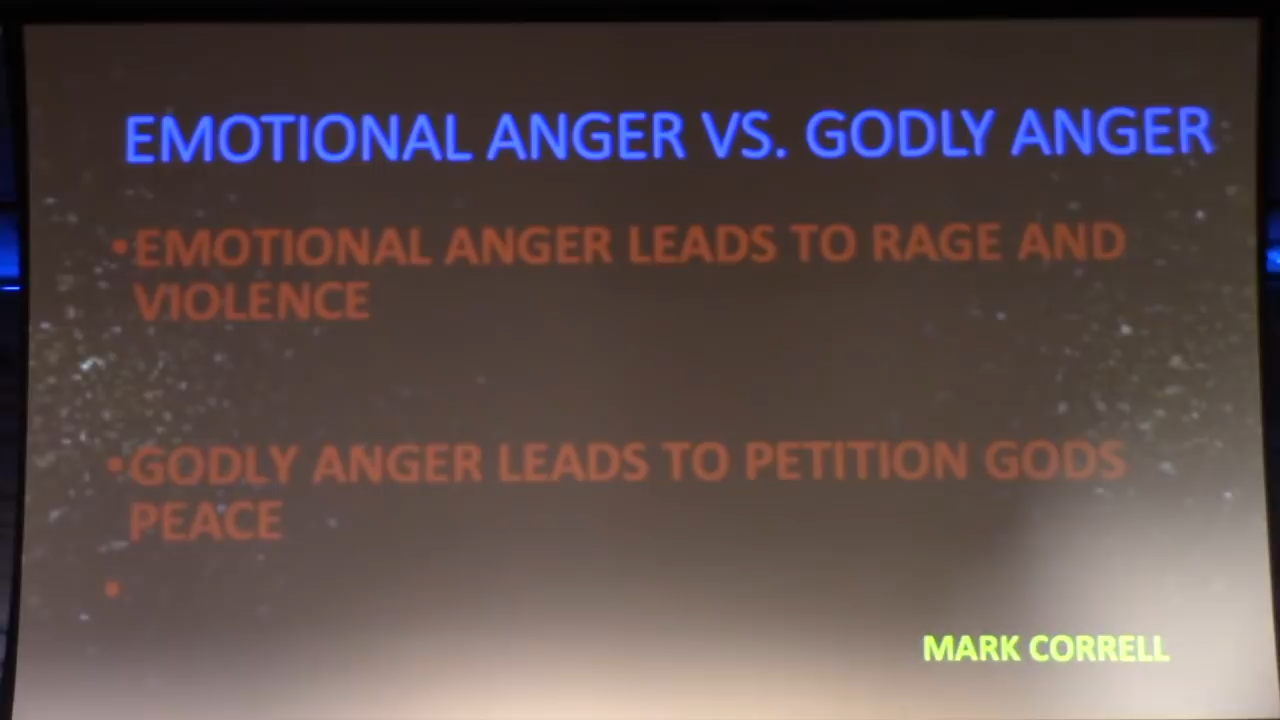 EMOTIONAL ANGER VS. GODLY ANGER
•EMOTIONAL ANGER LEADS TO RAGE AND
VIOLENCE
•GODLY ANGER LEADS TO PETITION GODS
PEACE
•
MARK CORRELL